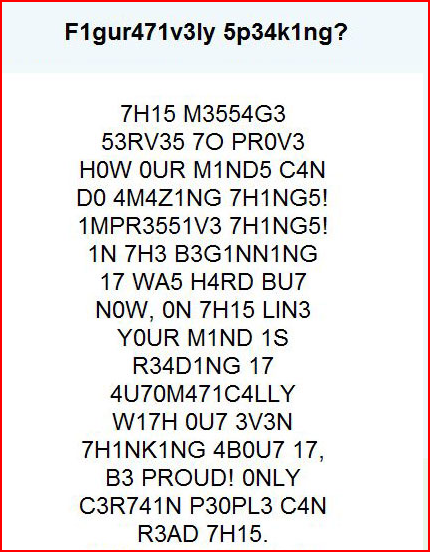 F1gur471v3ly 5p34k1ng?
7H15 M3554G3
53RV35 7O PR0V3
H0W 0UR M1ND5 C4N
D0 4M4Z1NG 7H1NG5!
1MPR3551V3 7H1NG5!
1N 7H3 B3G1NN1NG
17 WA5 H4RD BU7
N0W, 0N 7H15 LIN3
Y0UR M1ND 1S
R34D1NG 17
4U70M471C4LLY
W17H 0U7 3V3N
7H1NK1NG 4B0U7 17,
B3 PROUD! 0NLY
C3R741N P30PL3 C4N
R3AD 7H15.